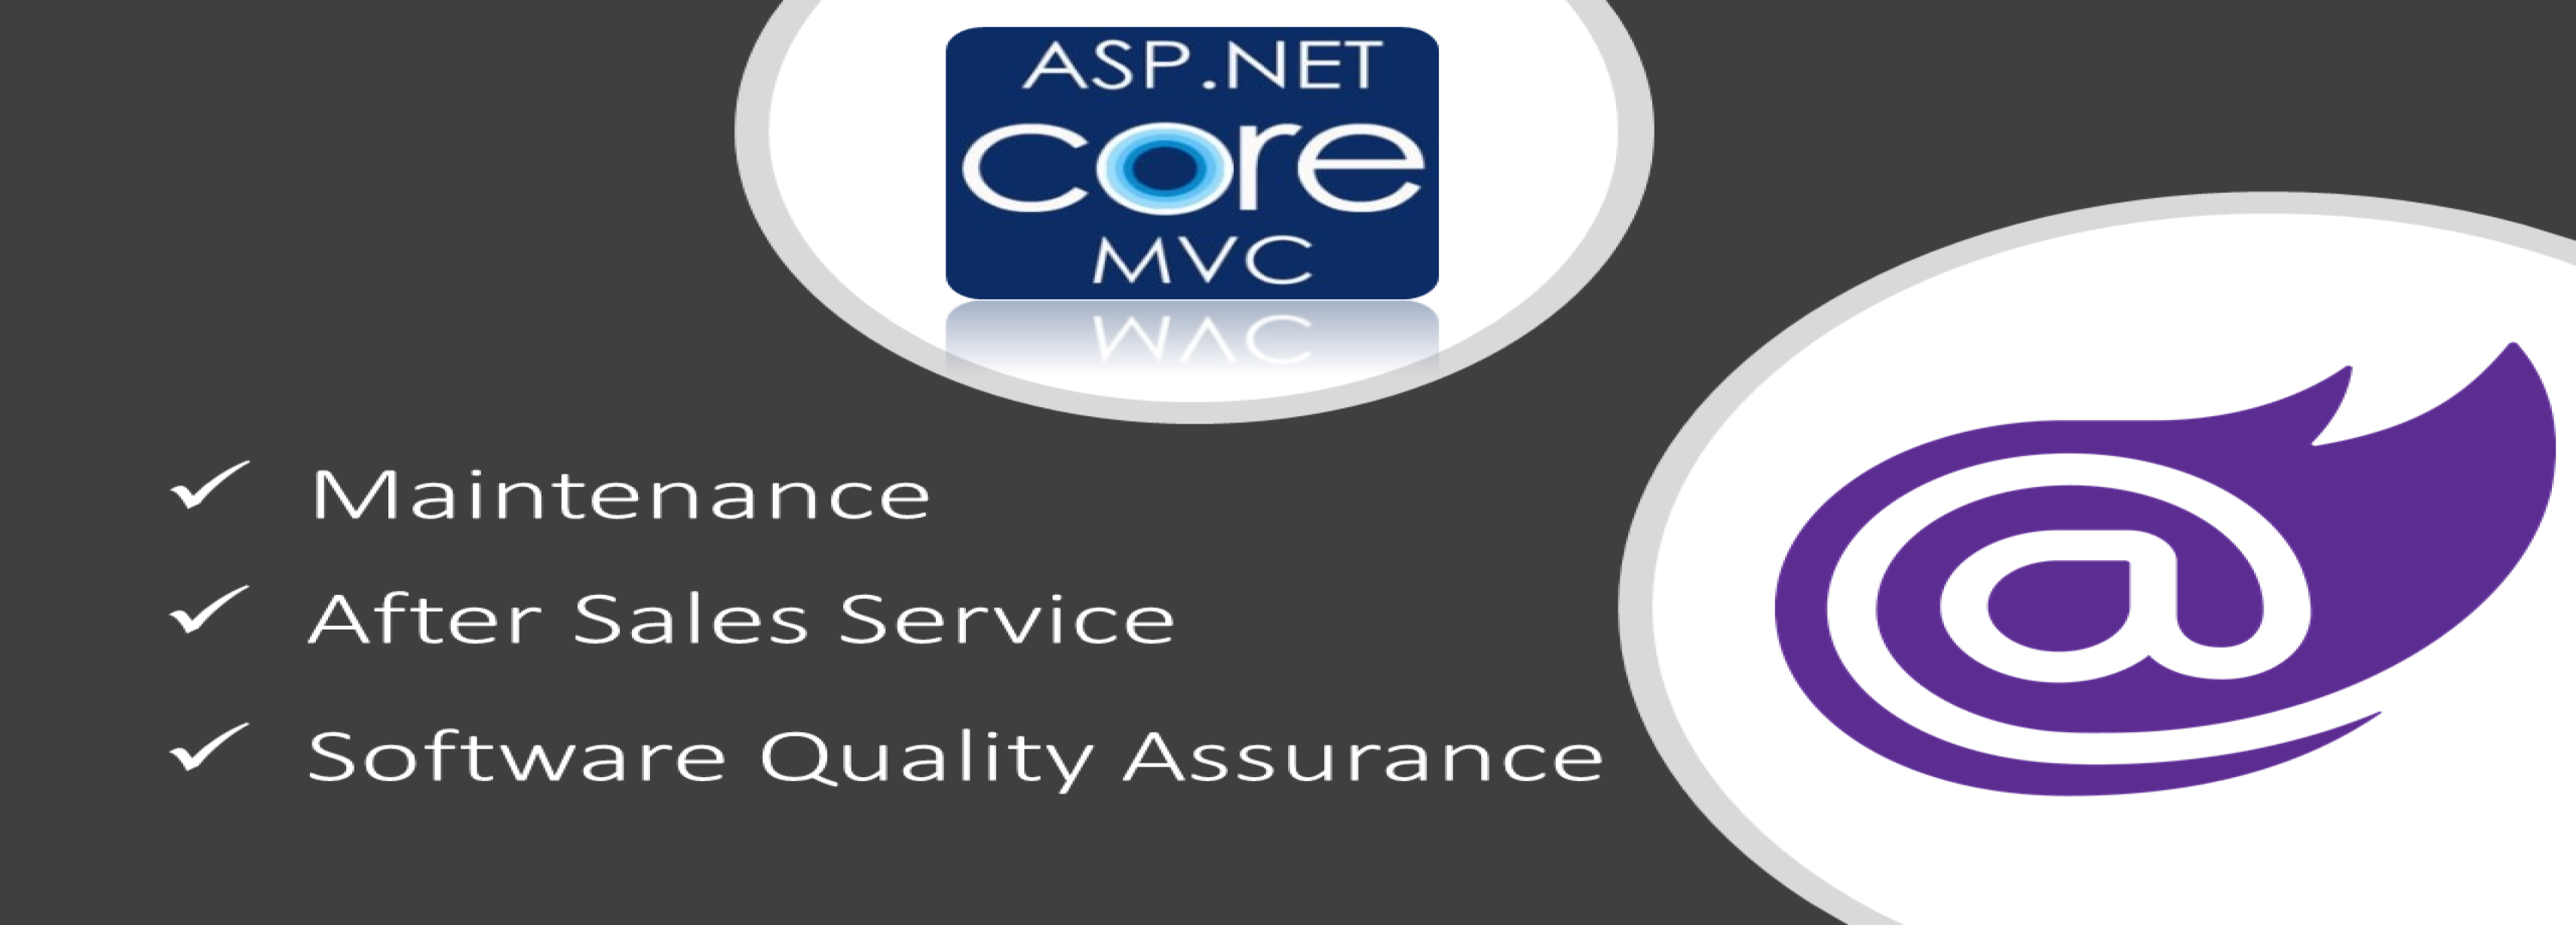 ASP.NET
core
MVC
Maintenance
After Sales Service
Software Quality Assurance
@